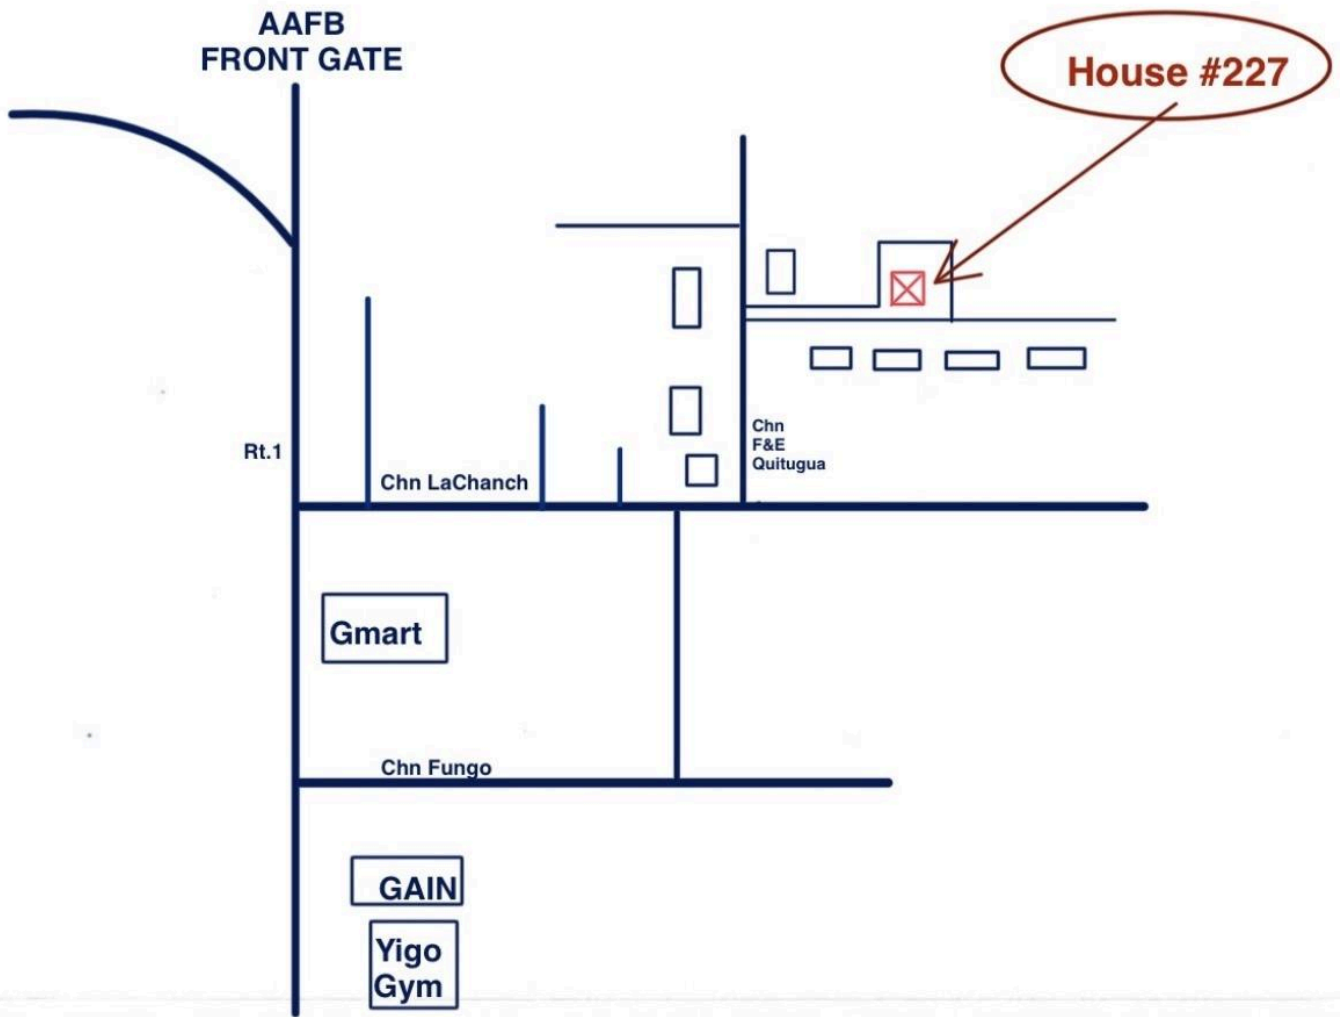 AAFB
FRONT GATE
House #227
Rt.1
Chn LaChanch
Chn
F&E
Quitugua
Gmart
Chn Fungo
GAIN
Yigo
Gym